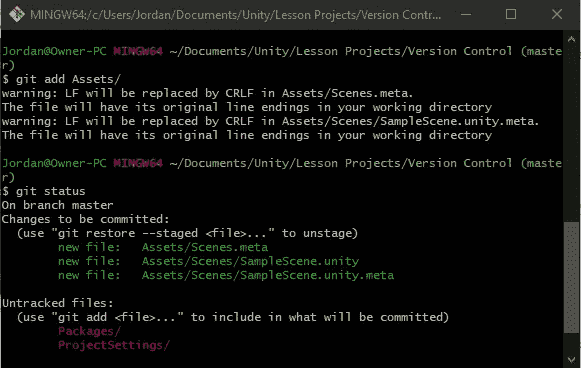 MINGW64:/c/Users/Jordan/Documents/Unity/Lesson Projects/Version Contr...
Jordan@Owner-PC MINGW64 ~/Documents/Unity/Lesson Projects/Version Control (maste
r)
$ git add Assets/
warning: LF will be replaced by CRLF in Assets/Scenes.meta.
The file will have its original line endings in your working directory
warning: LF will be replaced by CRLF in Assets/Scenes/SampleScene.unity.meta.
The file will have its original line endings in your working directory
Jordan@Owner-PC MINGW64 ~/Documents/Unity/Lesson Projects/Version Control (maste
r)
$ git status
On branch master
Changes to be committed:
(use "git restore --staged <file>..." to unstage)
new file: Assets/Scenes.meta
new file: Assets/Scenes/SampleScene.unity
new file: Assets/Scenes/SampleScene.unity.meta
Untracked files:
(use "git add <file>..." to include in what will be committed)
Packages/
ProjectSettings/